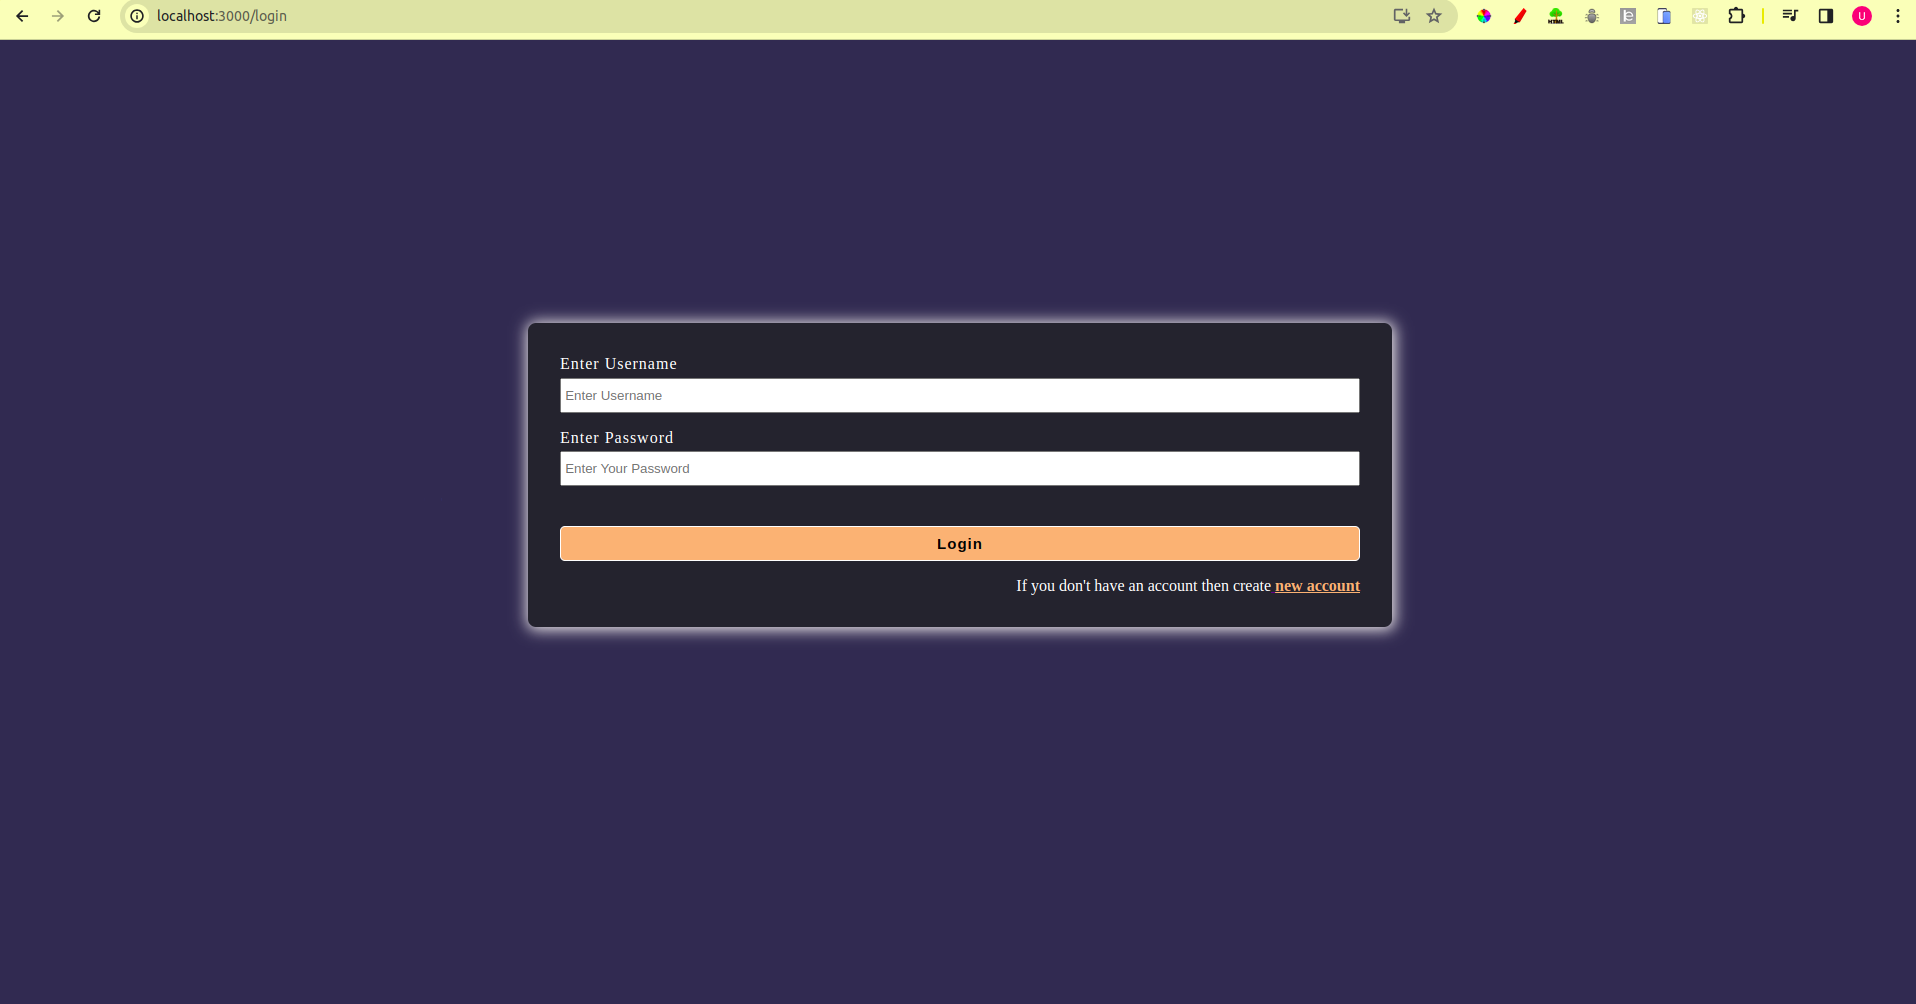 localhost:3000/login
HTML
U
Enter Username
Enter Username
Enter Password
Enter Your Password
Login
If you don't have an account then create new account